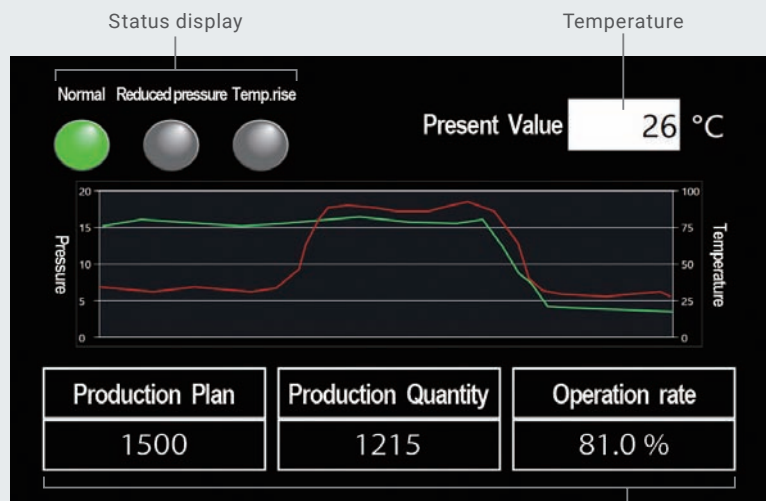 Status display
Temperature
Normal Reduced pressure Temp.rise
Present Value 26 °C
20
15
10
5
0
Pressure
100
75
50
25
0
Temperature
Production Plan
Production Quantity
Operation rate
1500
1215
81.0 %